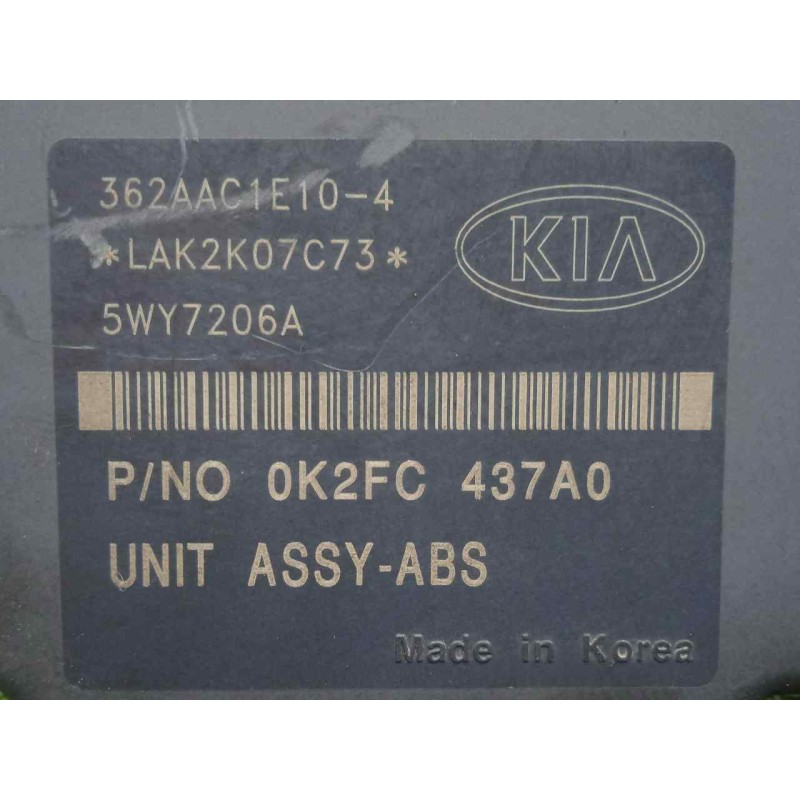 362AAC1E10-4
*LAK2K07C73*
5WY7206A
KIA
P/NO 0K2FC 437A0
UNIT ASSY-ABS
Made in Korea